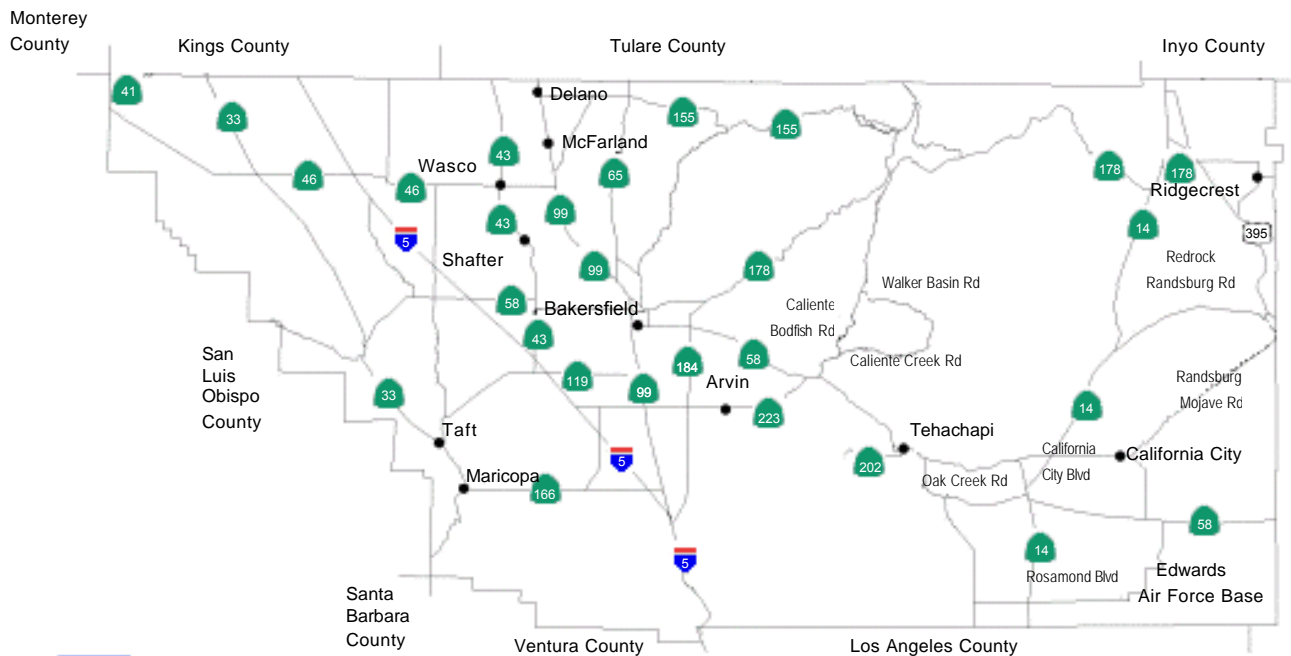 Monterey
County
Kings County
Tulare County
Inyo County
41
33
Delano
155
155
McFarland
43
Wasco
46
46
65
178
178
Ridgecrest
99
43
14
395
5
Shafter
99
178
Redrock
Randsburg Rd
Walker Basin Rd
58
Bakersfield
Caliente
Bodfish Rd
43
San
Luis
Obispo
County
184
58
Caliente Creek Rd
119
99
Arvin
33
223
Randsburg
Mojave Rd
14
Taft
Tehachapi
5
202
California
City Blvd
California City
Maricopa
166
Oak Creek Rd
58
5
14
Rosamond Blvd
Edwards
Air Force Base
Santa
Barbara
County
Ventura County
Los Angeles County